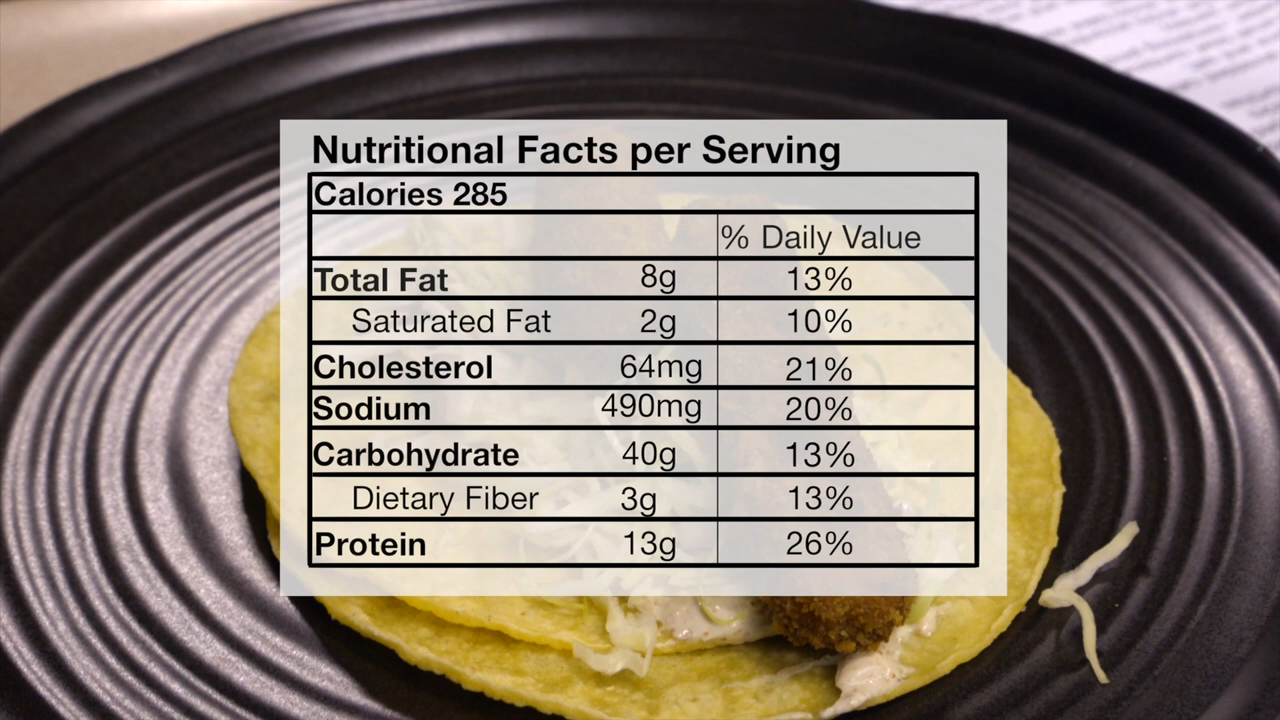 Nutritional Facts per Serving
Calories 285
% Daily Value
Total Fat 8g 13%
Saturated Fat 2g 10%
Cholesterol 64mg 21%
Sodium 490mg 20%
Carbohydrate 40g 13%
Dietary Fiber 3g 13%
Protein 13g 26%